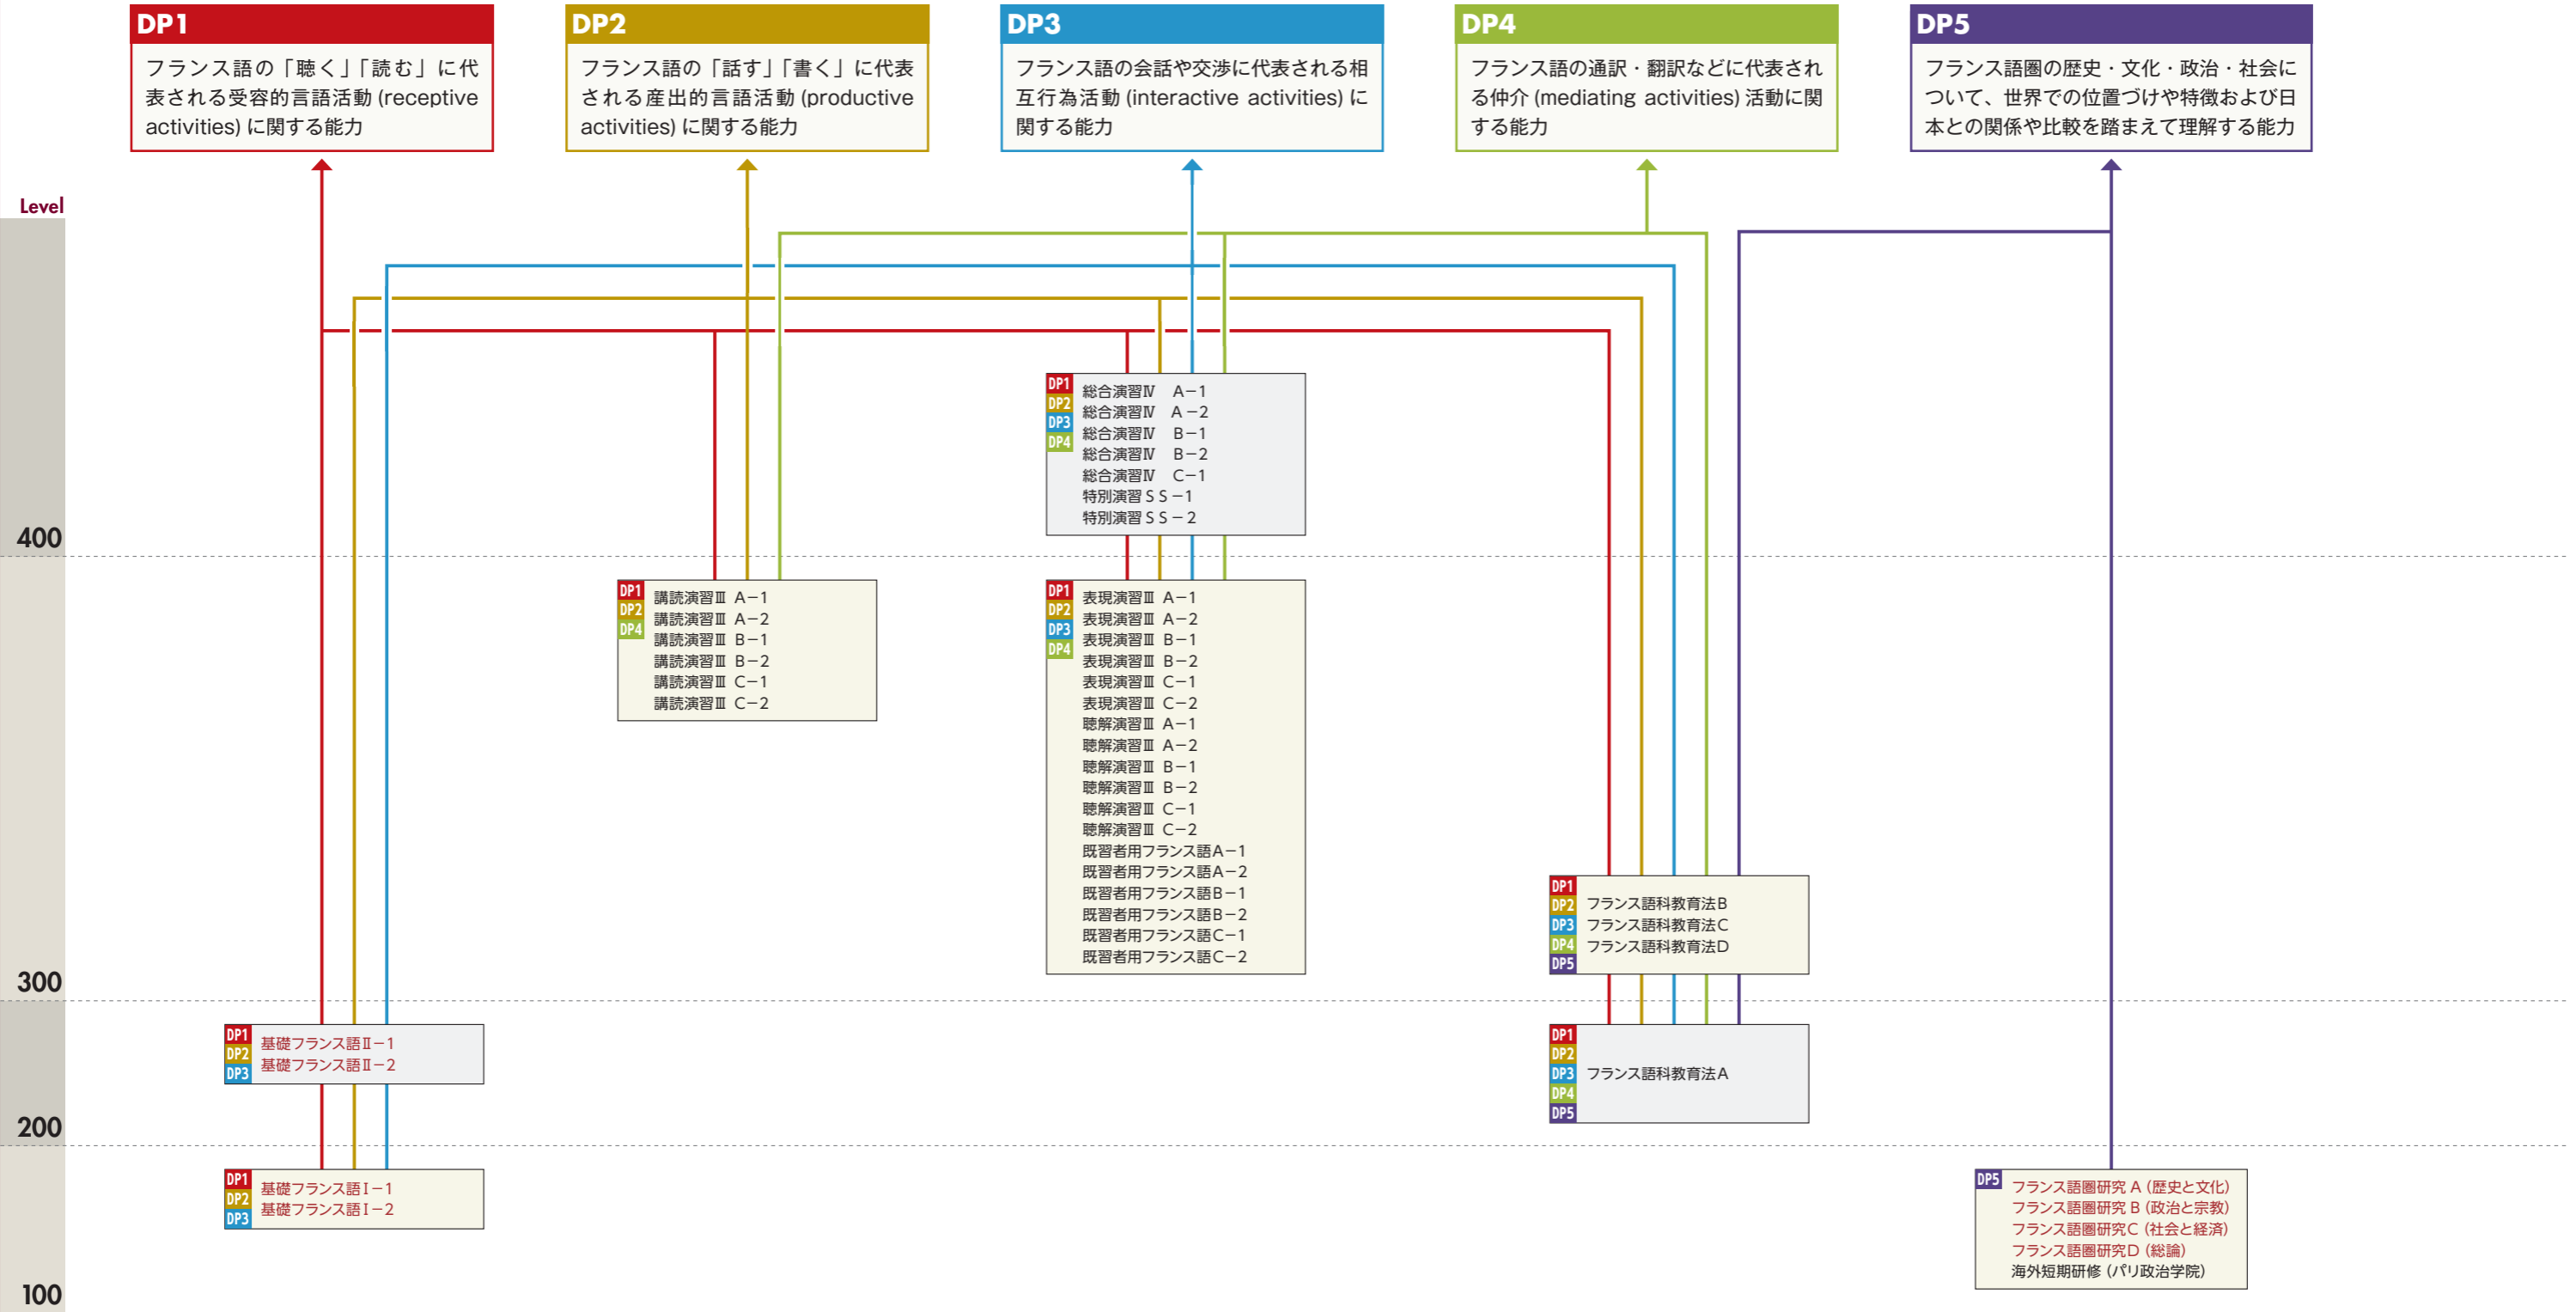 DP1
フランス語の「聴く」「読む」に代
表される受容的言語活動 (receptive
activities) に関する能力
DP2
フランス語の「話す」「書く」に代表
される産出的言語活動 (productive
activities) に関する能力
DP3
フランス語の会話や交渉に代表される相
互行為活動 (interactive activities) に
関する能力
DP4
フランス語の通訳・翻訳などに代表され
る仲介 (mediating activities) 活動に関
する能力
DP5
フランス語圏の歴史・文化・政治・社会に
ついて、世界での位置づけや特徴および日
本との関係や比較を踏まえて理解する能力
Level
DP1
DP2
DP3
DP4
総合演習Ⅳ　A－1
総合演習Ⅳ　A－2
総合演習Ⅳ　B－1
総合演習Ⅳ　B－2
総合演習Ⅳ　C－1
特別演習ＳＳ－1
特別演習ＳＳ－2
400
DP1
DP2
DP4
講読演習Ⅲ A－1
講読演習Ⅲ A－2
講読演習Ⅲ B－1
講読演習Ⅲ B－2
講読演習Ⅲ C－1
講読演習Ⅲ C－2
DP1
DP2
DP3
DP4
表現演習Ⅲ A－1
表現演習Ⅲ A－2
表現演習Ⅲ B－1
表現演習Ⅲ B－2
表現演習Ⅲ C－1
表現演習Ⅲ C－2
聴解演習Ⅲ A－1
聴解演習Ⅲ A－2
聴解演習Ⅲ B－1
聴解演習Ⅲ B－2
聴解演習Ⅲ C－1
聴解演習Ⅲ C－2
既習者用フランス語A－1
既習者用フランス語A－2
既習者用フランス語B－1
既習者用フランス語B－2
既習者用フランス語C－1
既習者用フランス語C－2
DP1
DP2
DP3
DP4
DP5
フランス語科教育法B
フランス語科教育法C
フランス語科教育法D
300
DP1
DP2
DP3
基礎フランス語Ⅱ－1
基礎フランス語Ⅱ－2
DP1
DP2
DP3
DP4
DP5
フランス語科教育法A
200
DP1
DP2
DP3
基礎フランス語Ⅰ－1
基礎フランス語Ⅰ－2
DP5
フランス語圏研究 A（歴史と文化）
フランス語圏研究 B（政治と宗教）
フランス語圏研究C（社会と経済）
フランス語圏研究D（総論）
海外短期研修（パリ政治学院）
100